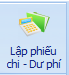 Lập phiếu
chi - Dự phí